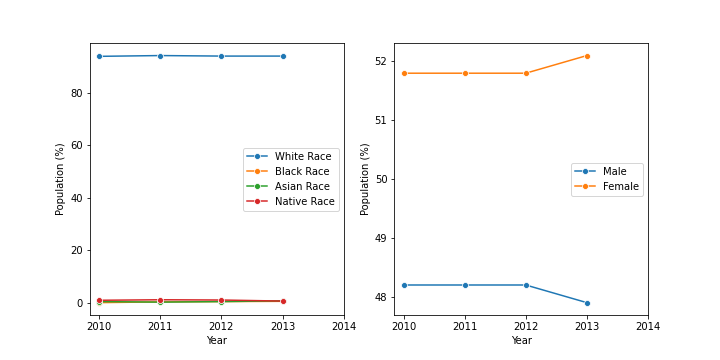 Population (%)
80
60
40
20
0
White Race
Black Race
Asian Race
Native Race
2010 2011 2012 2013 2014
Year
Population (%)
52
51
50
49
48
Male
Female
2010 2011 2012 2013 2014
Year